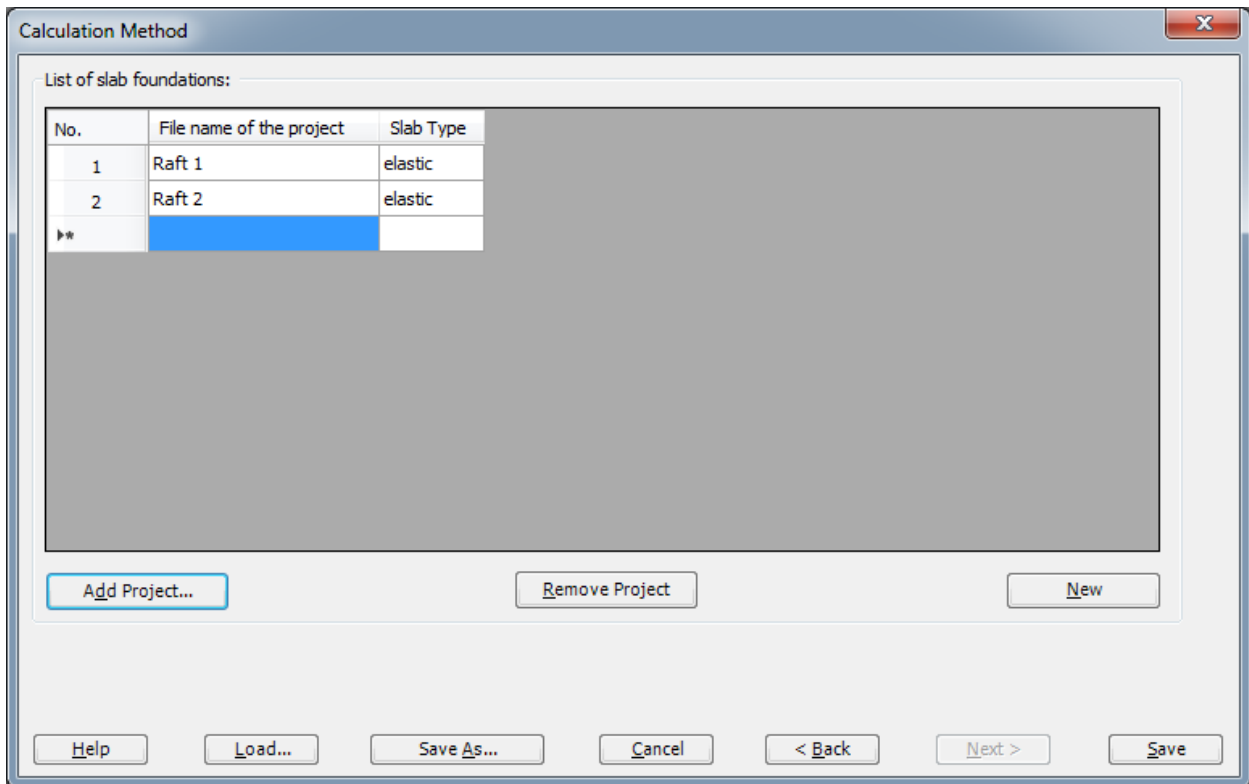 Calculation Method
x
List of slab foundations:
No. File name of the project Slab Type
1 Raft 1 elastic
2 Raft 2 elastic
*
Add Project... Remove Project New
Help Load... Save As... Cancel < Back Next > Save